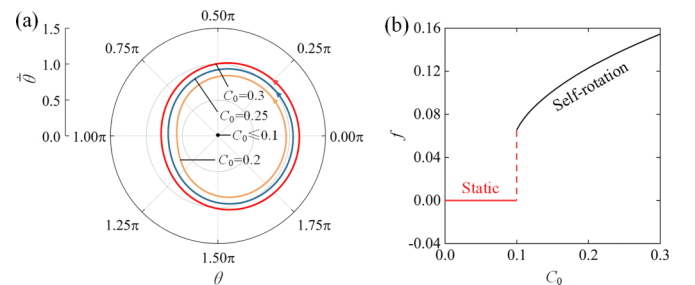 (a)
0.50π
1.5
0.75π
0.25π
1.0
θ̇
0.5
C₀=0.3
C₀=0.25
0.0
1.00π
C₀≤0.1
0.00π
C₀=0.2
1.25π
1.75π
1.50π
θ
(b)
0.16
0.12
0.08
0.04
0.00
-0.04
f
Self-rotation
Static
0.0
0.1
0.2
0.3
C₀